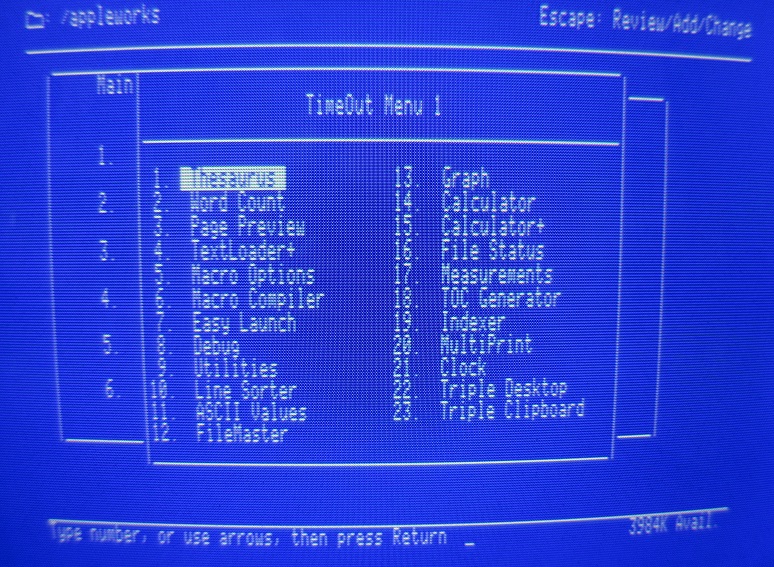 : /appleworks Escape: Review/Add/Change
Main
TimeOut Menu 1
1.
2.
3.
4.
5.
6.
1. Thesaurus
2. Word Count
3. Page Preview
4. TextLoader+
5. Macro Options
6. Macro Compiler
7. Easy Launch
8. Debug
9. Utilities
10. Line Sorter
11. ASCII Values
12. FileMaster
13. Graph
14. Calculator
15. Calculator+
16. File Status
17. Measurements
18. TOC Generator
19. Indexer
20. MultiPrint
21. Clock
22. Triple Desktop
23. Triple Clipboard
Type number, or use arrows, then press Return _ 3984K Avail.